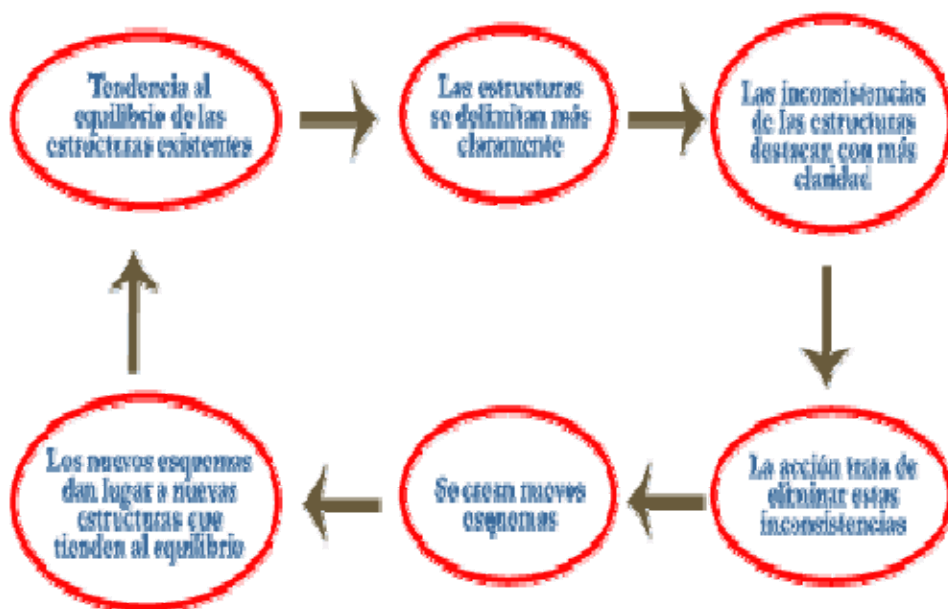 Tendencia al
equilibrio de las
estructuras existentes
Las estructuras
se delimitan más
claramente
Las inconsistencias
de las estructuras
destacan con más
claridad
La acción trata de
eliminar estas
inconsistencias
Se crean nuevos
esquemas
Los nuevos esquemas
dan lugar a nuevas
estructuras que
tienden al equilibrio